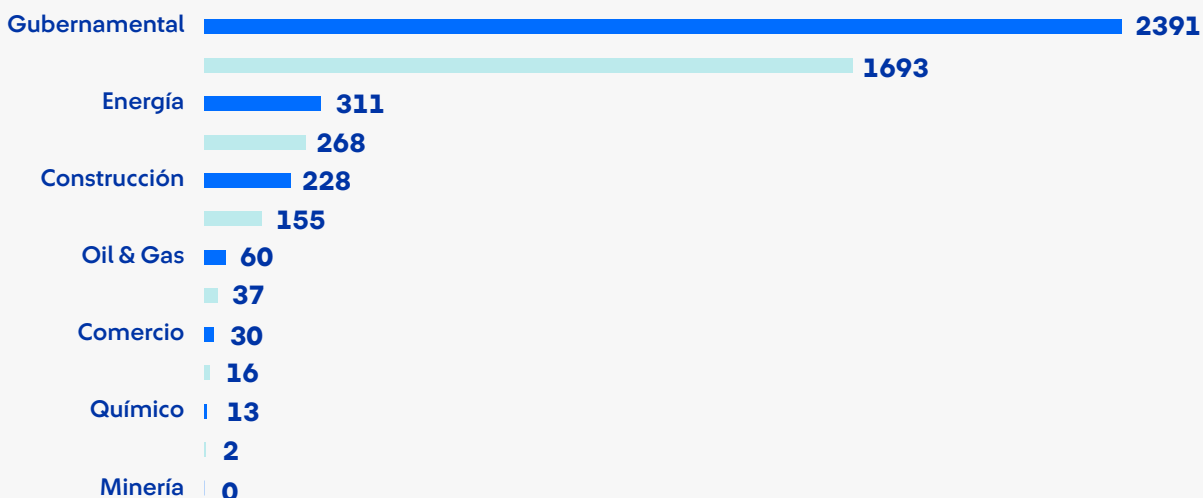 Gubernamental 2391
1693
Energía 311
268
Construcción 228
155
Oil & Gas 60
37
Comercio 30
16
Químico 13
2
Minería 0